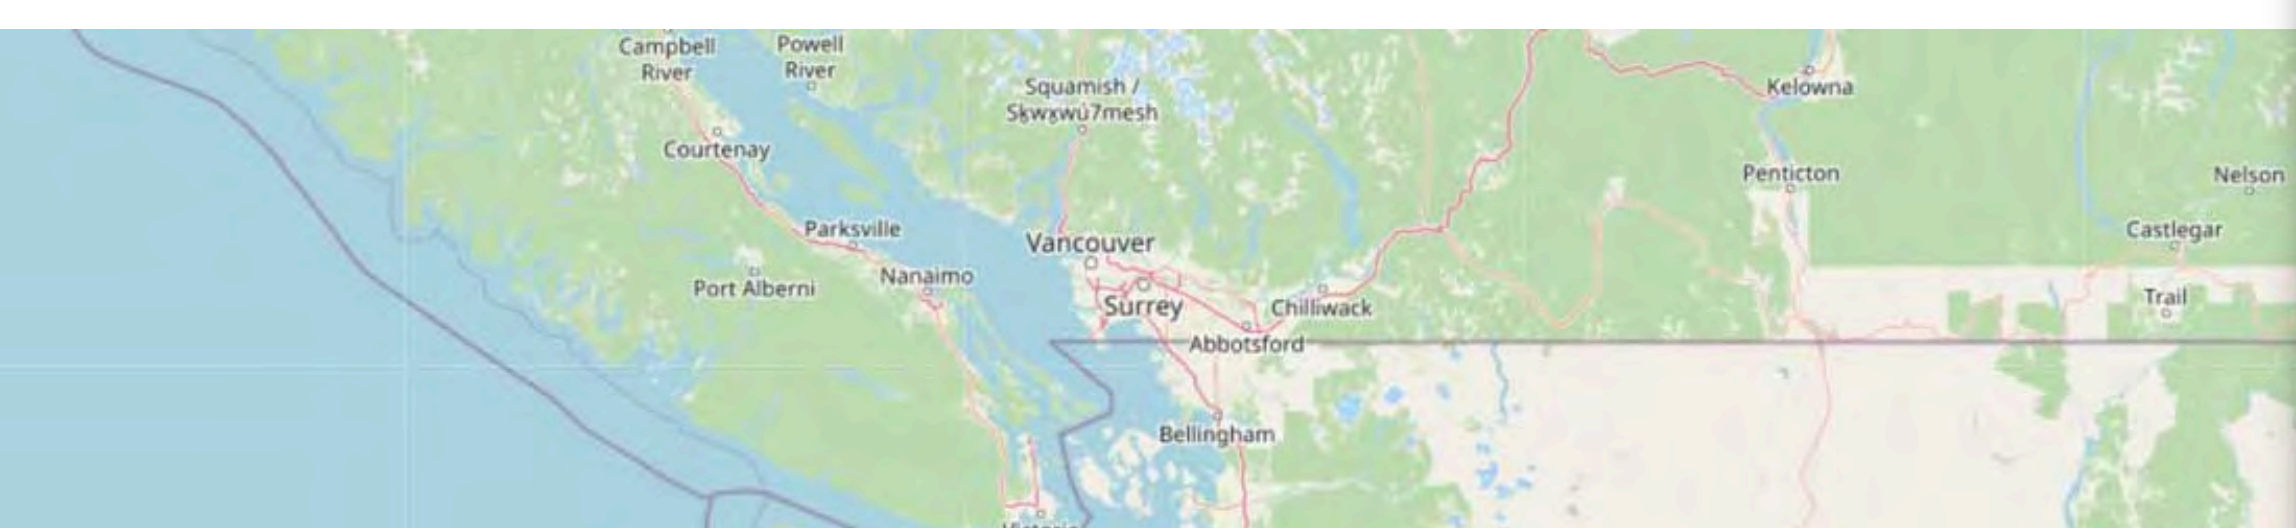 Campbell
River
Powell
River
Squamish /
Sḵwx̱wú7mesh
Kelowna
Courtenay
Penticton
Nelson
Parksville
Vancouver
Castlegar
Port Alberni
Nanaimo
Surrey
Chilliwack
Trail
Abbotsford
Bellingham